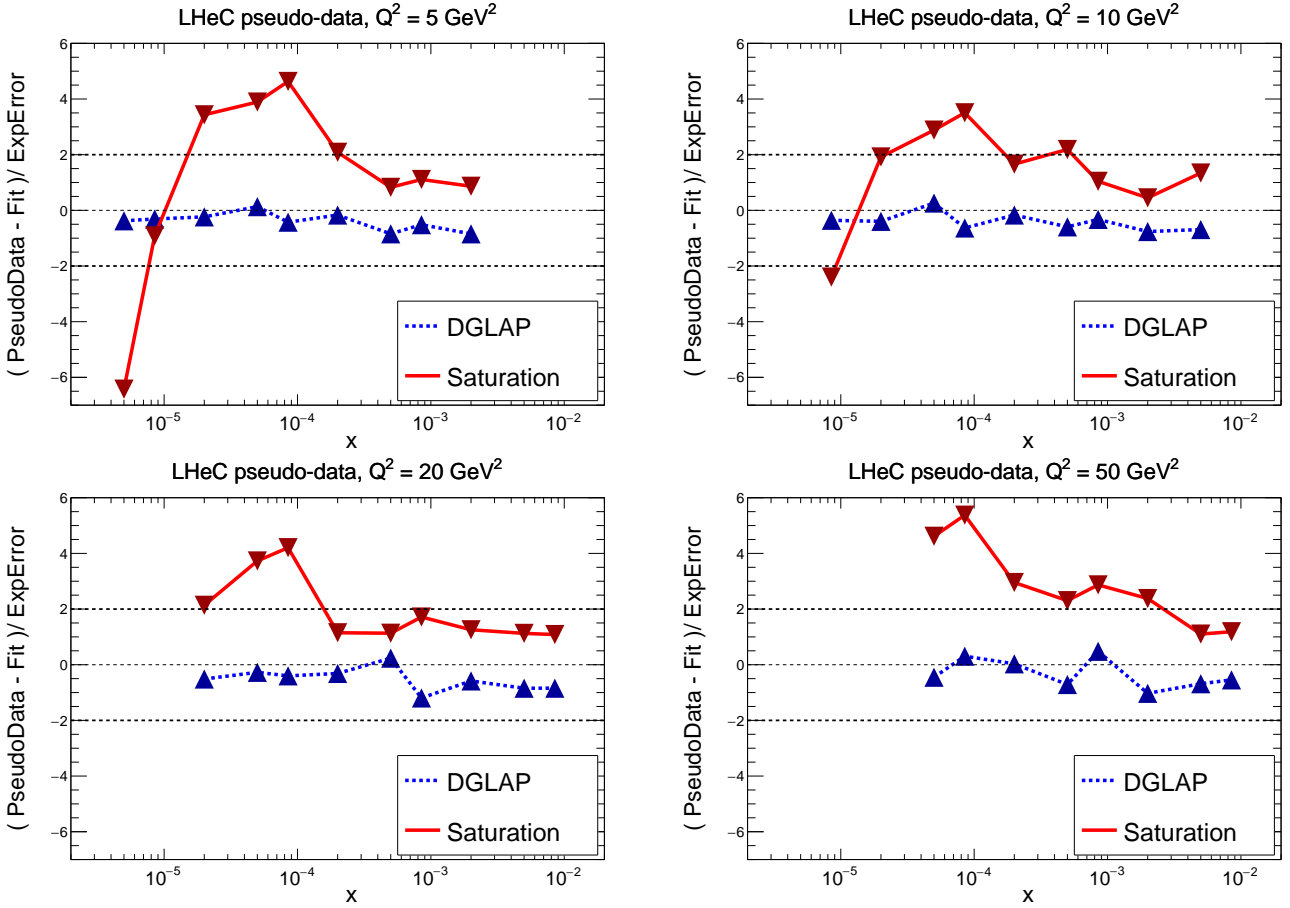 LHeC pseudo-data, Q² = 5 GeV²
( PseudoData - Fit )/ ExpError
6
4
2
0
−2
−4
−6
DGLAP
Saturation
10⁻⁵ 10⁻⁴ 10⁻³ 10⁻²
x
LHeC pseudo-data, Q² = 10 GeV²
( PseudoData - Fit )/ ExpError
6
4
2
0
−2
−4
−6
DGLAP
Saturation
10⁻⁵ 10⁻⁴ 10⁻³ 10⁻²
x
LHeC pseudo-data, Q² = 20 GeV²
( PseudoData - Fit )/ ExpError
6
4
2
0
−2
−4
−6
DGLAP
Saturation
10⁻⁵ 10⁻⁴ 10⁻³ 10⁻²
x
LHeC pseudo-data, Q² = 50 GeV²
( PseudoData - Fit )/ ExpError
6
4
2
0
−2
−4
−6
DGLAP
Saturation
10⁻⁵ 10⁻⁴ 10⁻³ 10⁻²
x